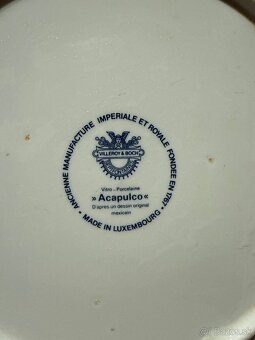 · ANCIENNE MANUFACTURE IMPERIALE ET ROYALE FONDÉE EN 1767 ·
VILLEROY & BOCH
Vitro - Porcelaine
» Acapulco «
D'après un dessin original
mexicain
MADE IN LUXEMBOURG